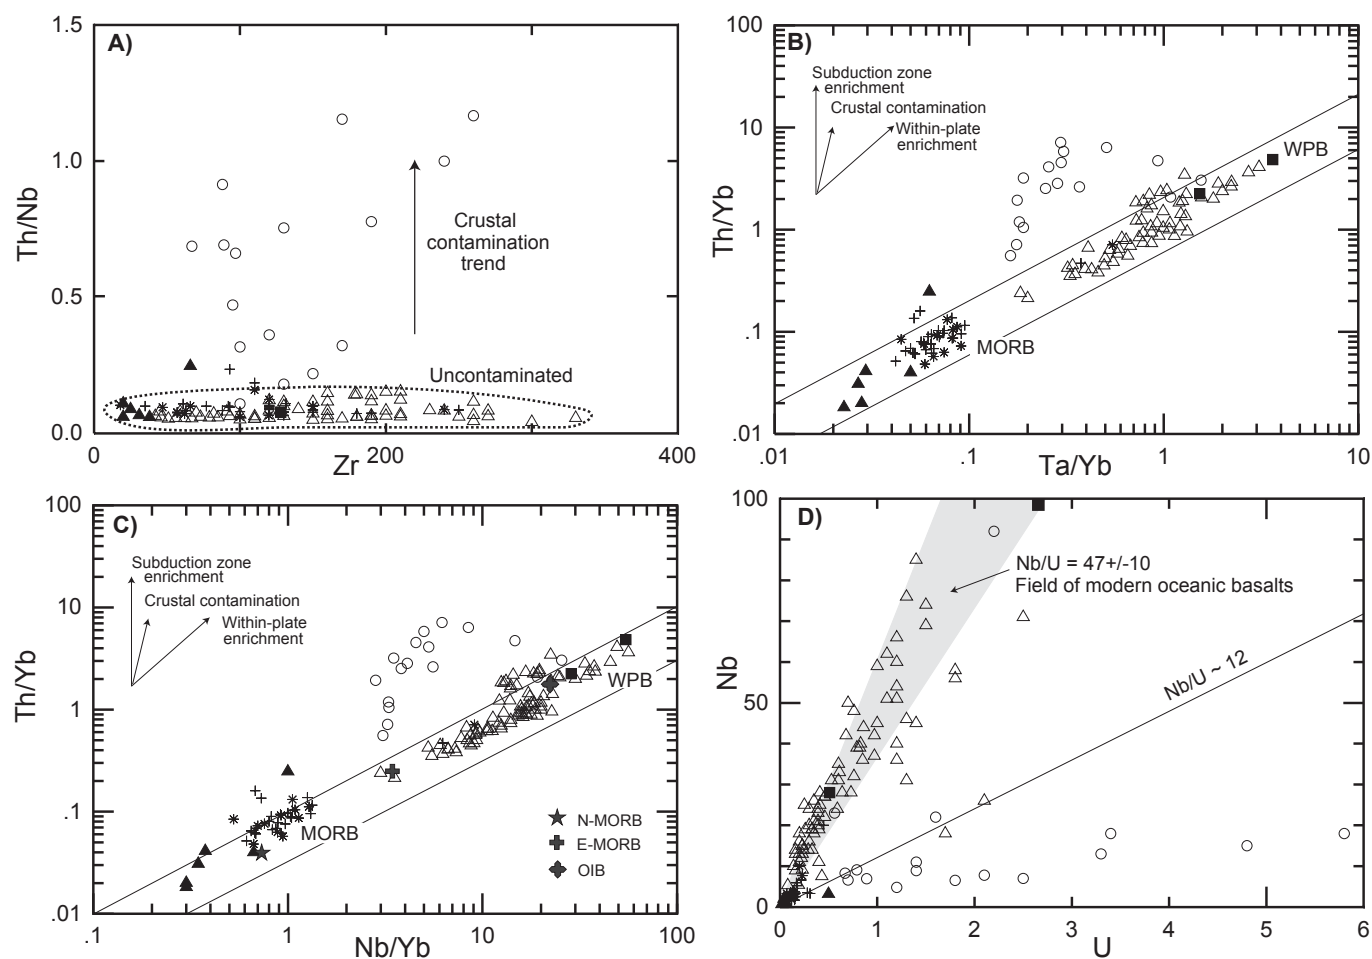 A)
1.5
1.0
0.5
0.0
Th/Nb
Crustal
contamination
trend
Uncontaminated
0
200
400
Zr
B)
100
10
1
.1
.01
Th/Yb
Subduction zone
enrichment
Crustal contamination
Within-plate
enrichment
WPB
MORB
.01
.1
1
10
Ta/Yb
C)
100
10
1
.1
.01
Th/Yb
Subduction zone
enrichment
Crustal contamination
Within-plate
enrichment
WPB
MORB
N-MORB
E-MORB
OIB
.1
1
10
100
Nb/Yb
D)
100
50
0
Nb
Nb/U = 47+/-10
Field of modern oceanic basalts
Nb/U ~ 12
0
1
2
3
4
5
6
U